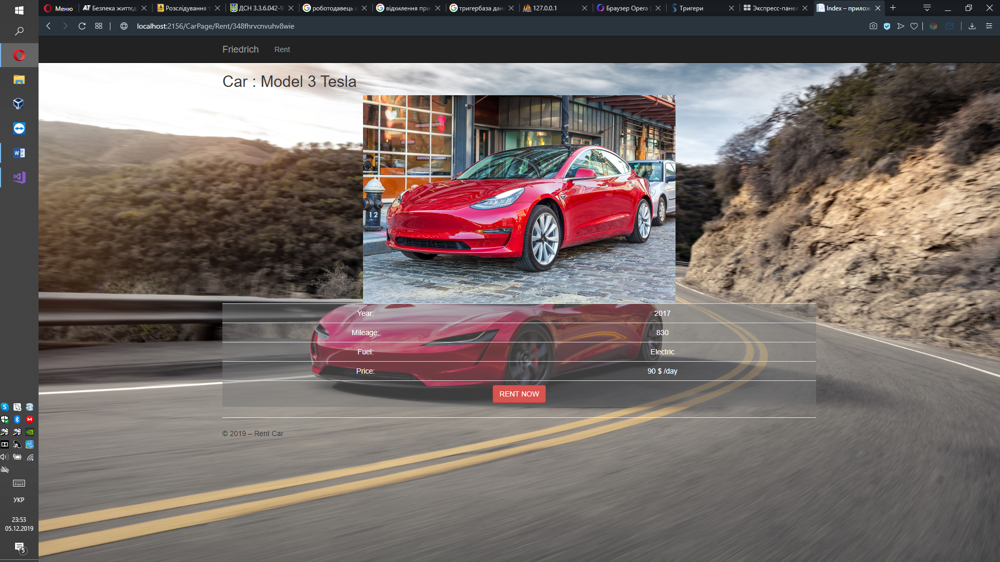 Меню
AT Безпека життєд
Розслідування т
ДСН 3.3.6.042-9
роботодавець ц
відхилення при
тригербаза дан
127.0.0.1
Браузер Opera |
Тригери
Экспресс-панел
Index – прилож
localhost:2156/CarPage/Rent/348fhrvcnvuhv8wie
Friedrich
Rent
Car : Model 3 Tesla
12
Year: 2017
Mileage: 830
Fuel: Electric
Price: 90 $ /day
RENT NOW
© 2019 – Rent Car
УКР
23:53
05.12.2019
5